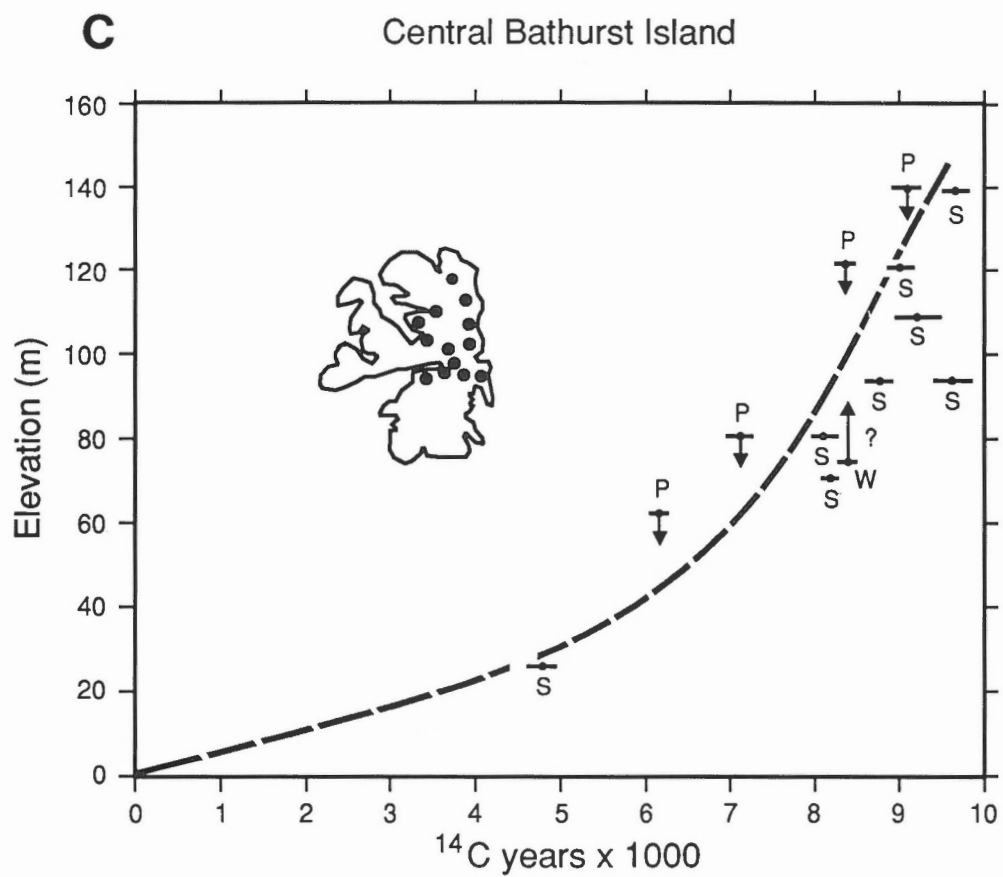 C Central Bathurst Island
160
140
120
100
80
60
40
20
0
Elevation (m)
P
S
P
S
S
P
S
S
?
S
W
S
P
S
0 1 2 3 4 5 6 7 8 9 10
¹⁴C years x 1000